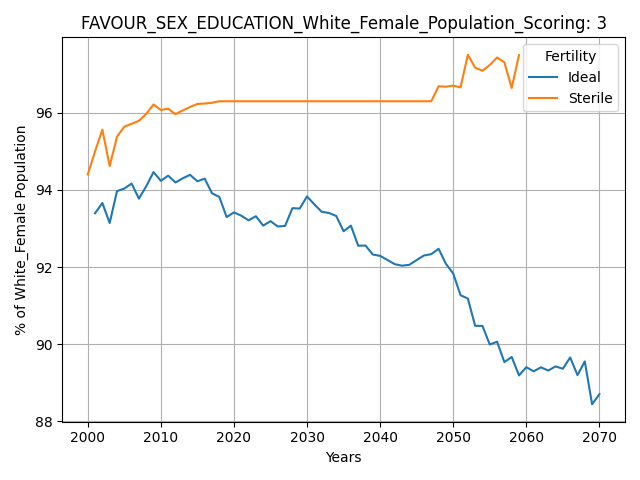 FAVOUR_SEX_EDUCATION_White_Female_Population_Scoring: 3
Fertility
Ideal
Sterile
% of White_Female Population
96
94
92
90
88
2000 2010 2020 2030 2040 2050 2060 2070
Years